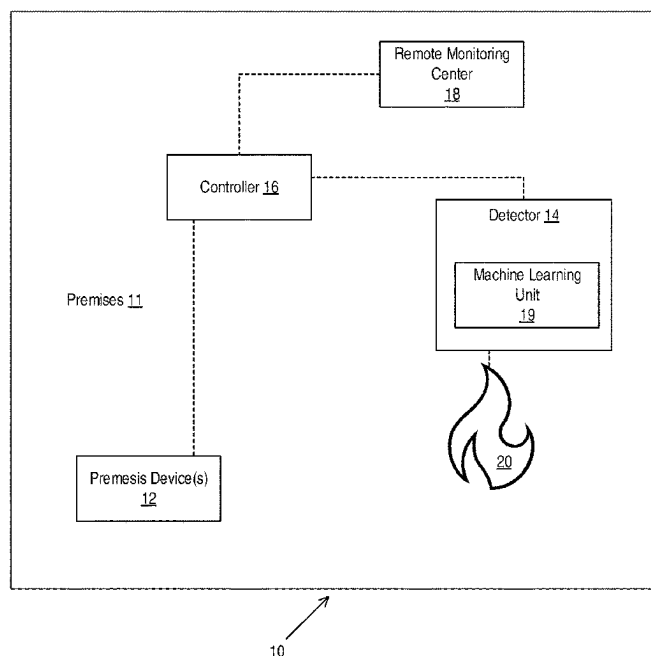 Remote Monitoring
Center
18
Controller 16
Detector 14
Machine Learning
Unit
19
Premises 11
20
Premesis Device(s)
12
10